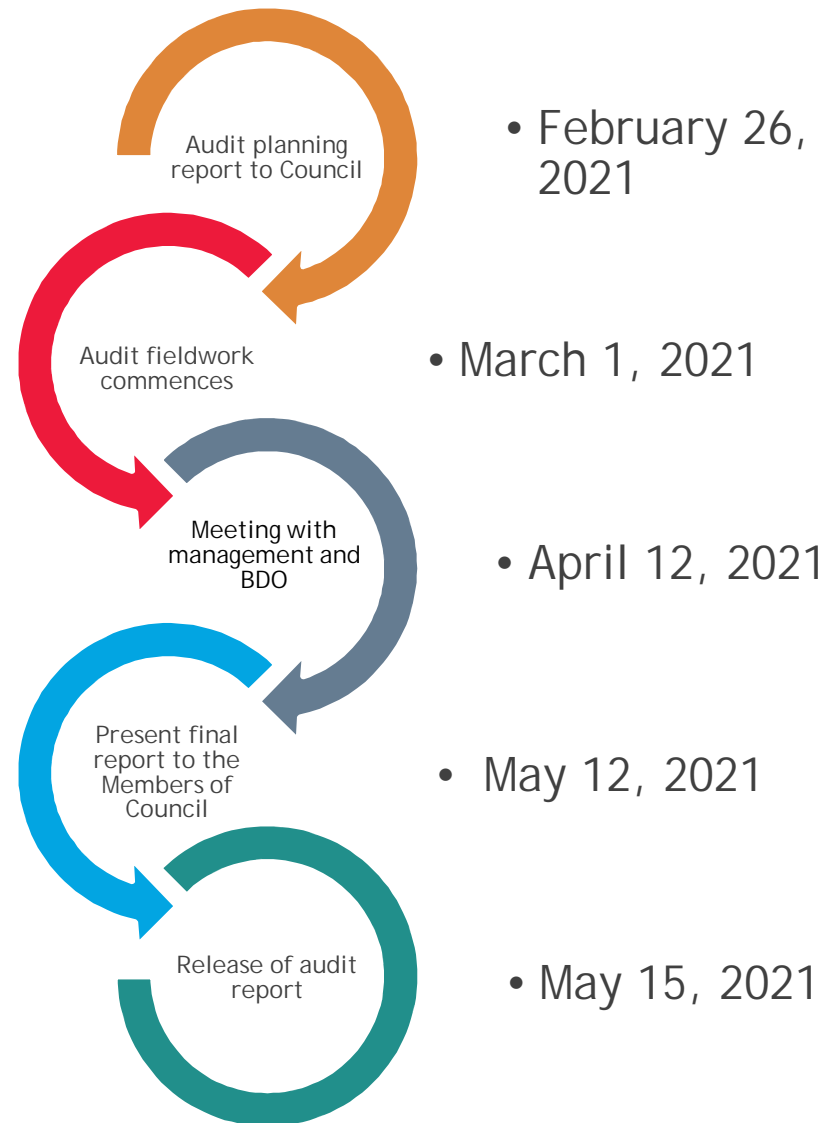 Audit planning
report to Council
• February 26,
2021
Audit fieldwork
commences
• March 1, 2021
Meeting with
management and
BDO
• April 12, 2021
Present final
report to the
Members of
Council
• May 12, 2021
Release of audit
report
• May 15, 2021